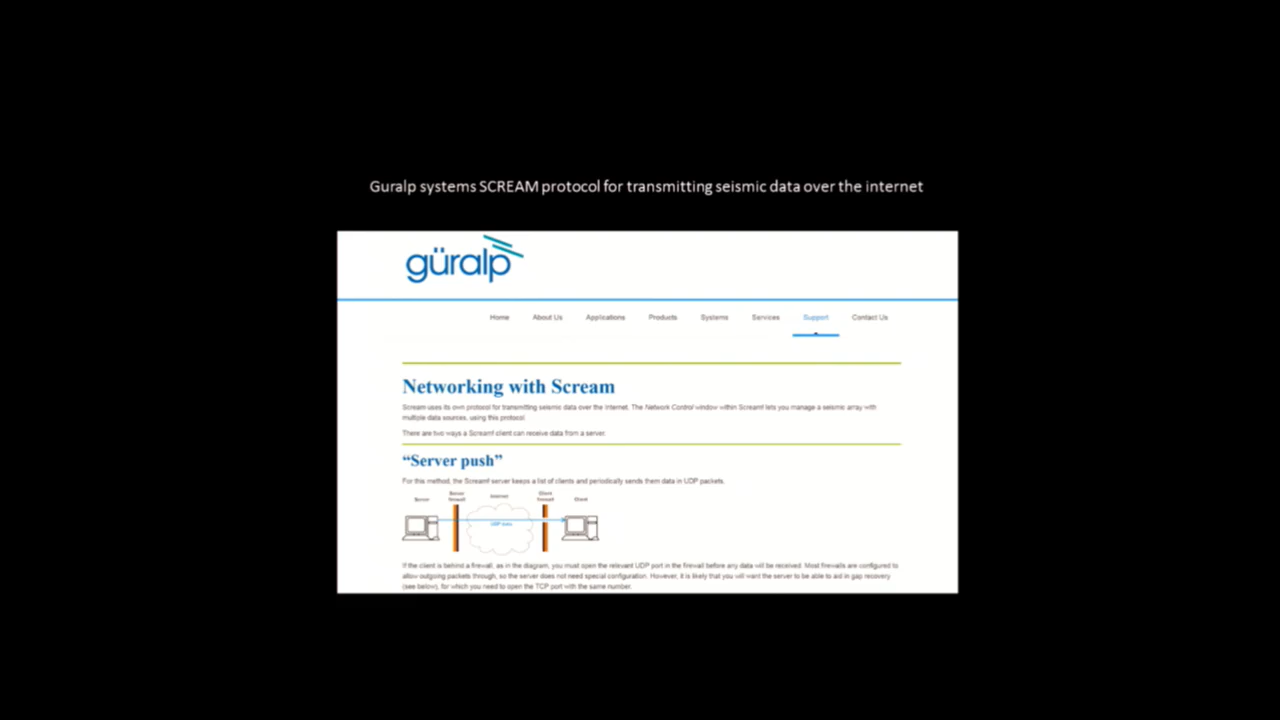 Guralp systems SCREAM protocol for transmitting seismic data over the internet
güralp
Home About Us Applications Products Systems Services Support Contact Us
Networking with Scream
Scream uses its own protocol for transmitting seismic data over the Internet. The Network Control window within Scream! lets you manage a seismic array with
multiple data sources, using this protocol.
There are two ways a Scream! client can receive data from a server.
“Server push”
For this method, the Scream! server keeps a list of clients and periodically sends them data in UDP packets.
Server Server firewall Internet Client firewall Client
UDP data
If the client is behind a firewall, as in the diagram, you must open the relevant UDP port in the firewall before any data will be received. Most firewalls are configured to
allow outgoing packets through, so the server does not need special configuration. However, it is likely that you will want the server to be able to aid in gap recovery
(see below), for which you need to open the TCP port with the same number.